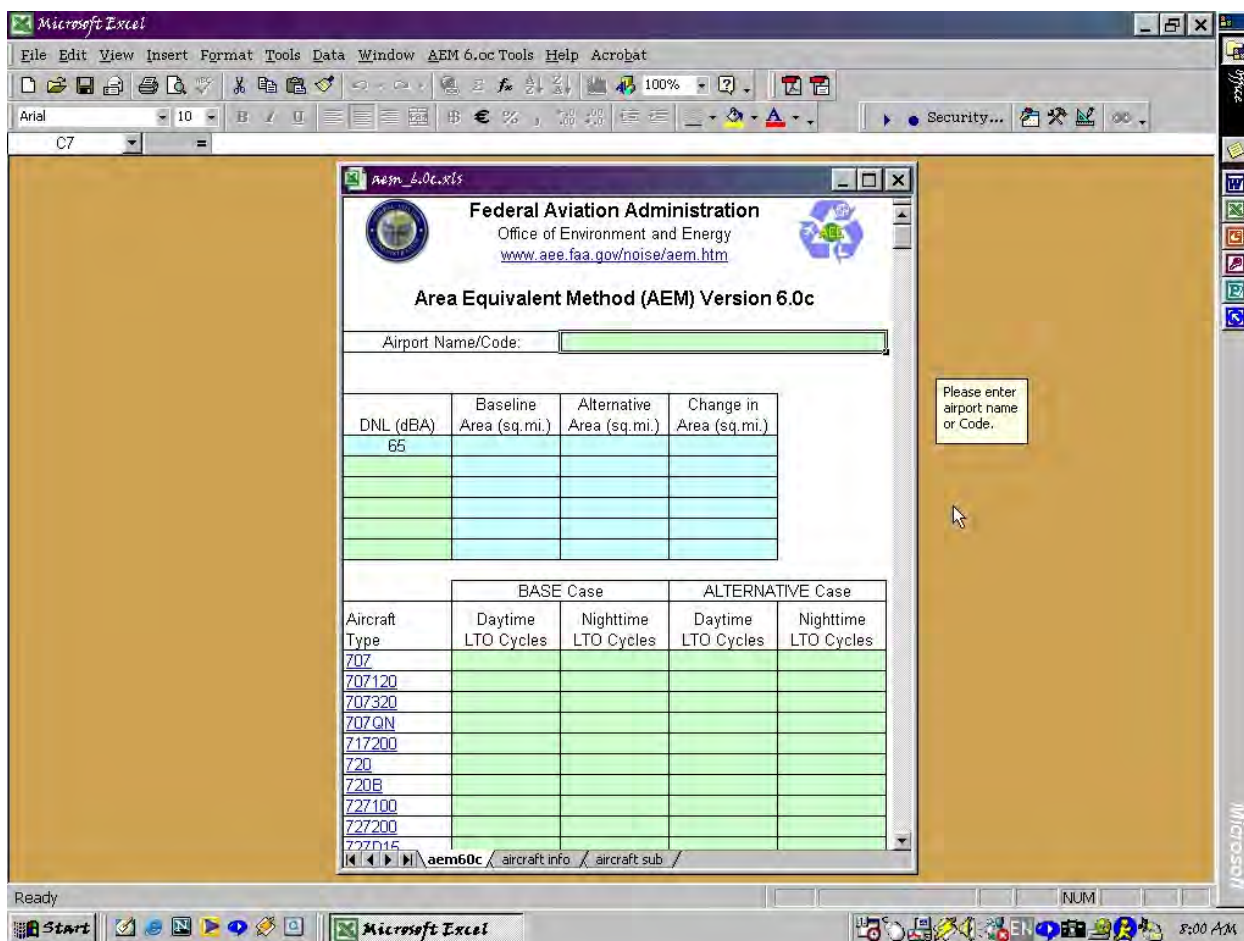 Microsoft Excel
File Edit View Insert Format Tools Data Window AEM 6.0c Tools Help Acrobat
100%
Arial 10 B I U Security...
C7 =
aem_6.0c.xls
Federal Aviation Administration
Office of Environment and Energy
www.aee.faa.gov/noise/aem.htm
AEE
Area Equivalent Method (AEM) Version 6.0c
Airport Name/Code:
Please enter
airport name
or Code.
DNL (dBA) Baseline Area (sq.mi.) Alternative Area (sq.mi.) Change in Area (sq.mi.)
65
BASE Case ALTERNATIVE Case
Aircraft Type Daytime LTO Cycles Nighttime LTO Cycles Daytime LTO Cycles Nighttime LTO Cycles
707
707120
707320
707QN
717200
720
720B
727100
727200
727D15
aem60c aircraft info aircraft sub
Ready NUM
Start Microsoft Excel EN 8:00 AM
Office
Microsoft